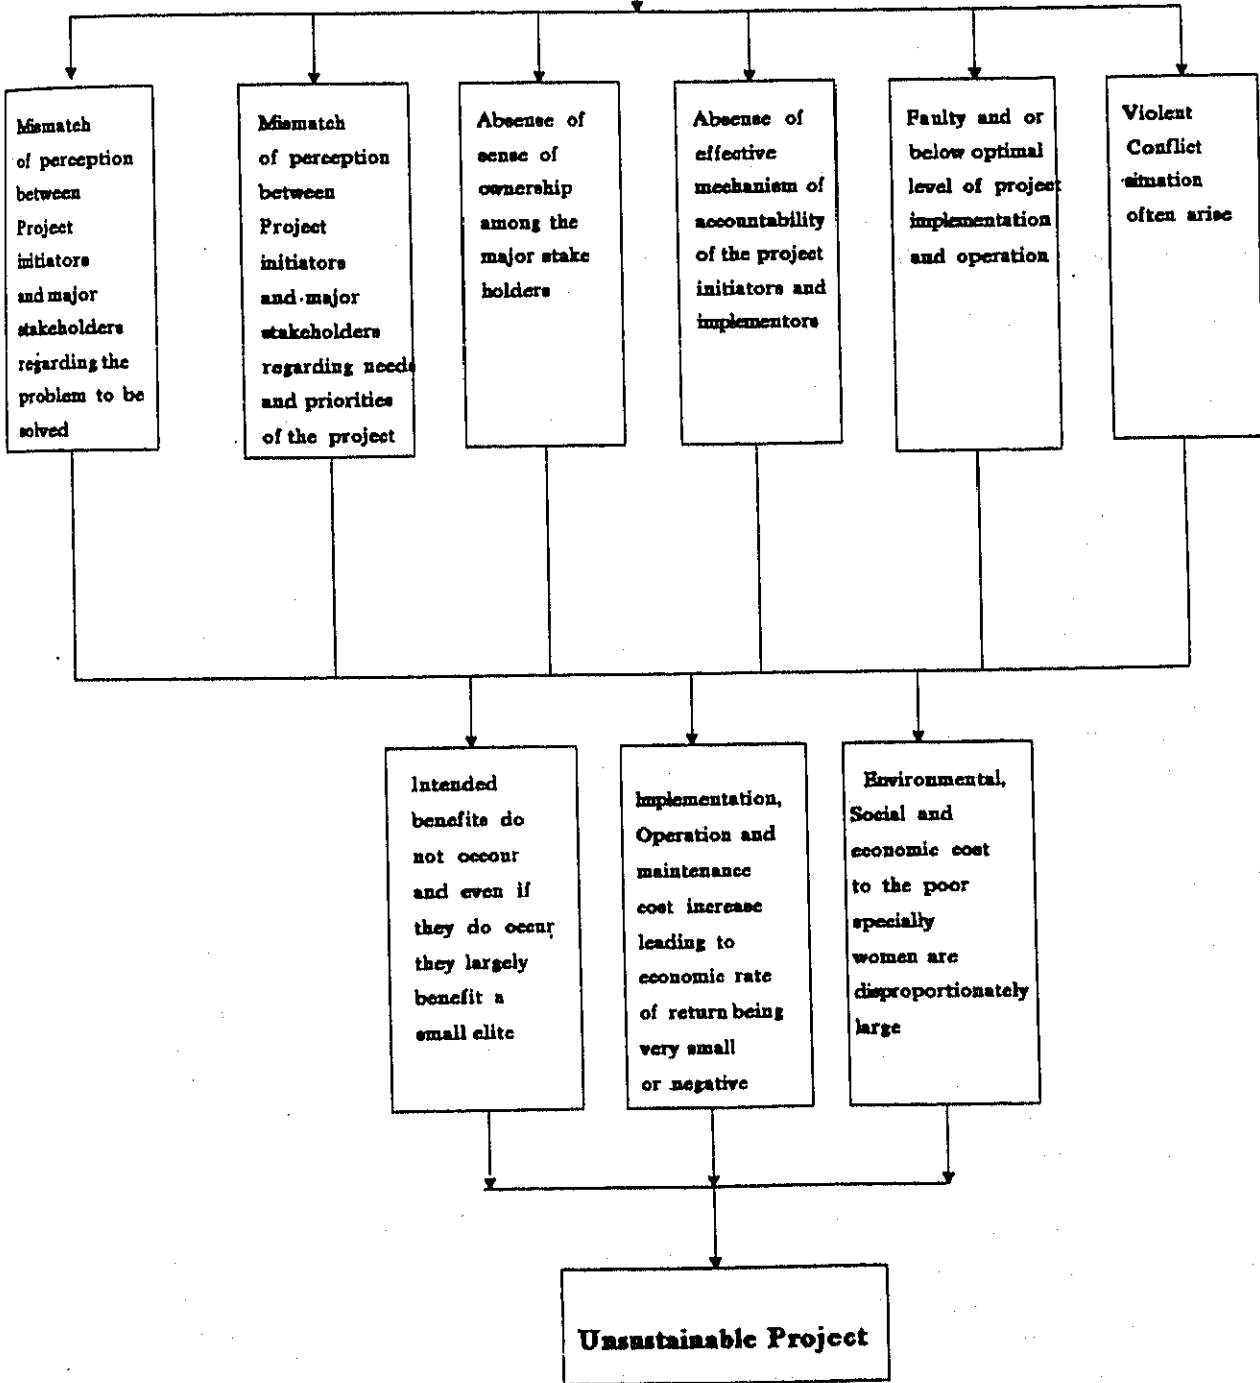 Mismatch
of perception
between
Project
initiators
and major
stakeholders
regarding the
problem to be
solved
Mismatch
of perception
between
Project
initiators
and major
stakeholders
regarding needs
and priorities
of the project
Absense of
sense of
ownership
among the
major stake
holders
Absense of
effective
mechanism of
accountability
of the project
initiators and
implementors
Faulty and or
below optimal
level of project
implementation
and operation
Violent
Conflict
situation
often arise
Intended
benefits do
not occour
and even if
they do occur
they largely
benefit a
small elite
Implementation,
Operation and
maintenance
cost increase
leading to
economic rate
of return being
very small
or negative
Environmental,
Social and
economic cost
to the poor
specially
women are
disproportionately
large
Unsustainable Project